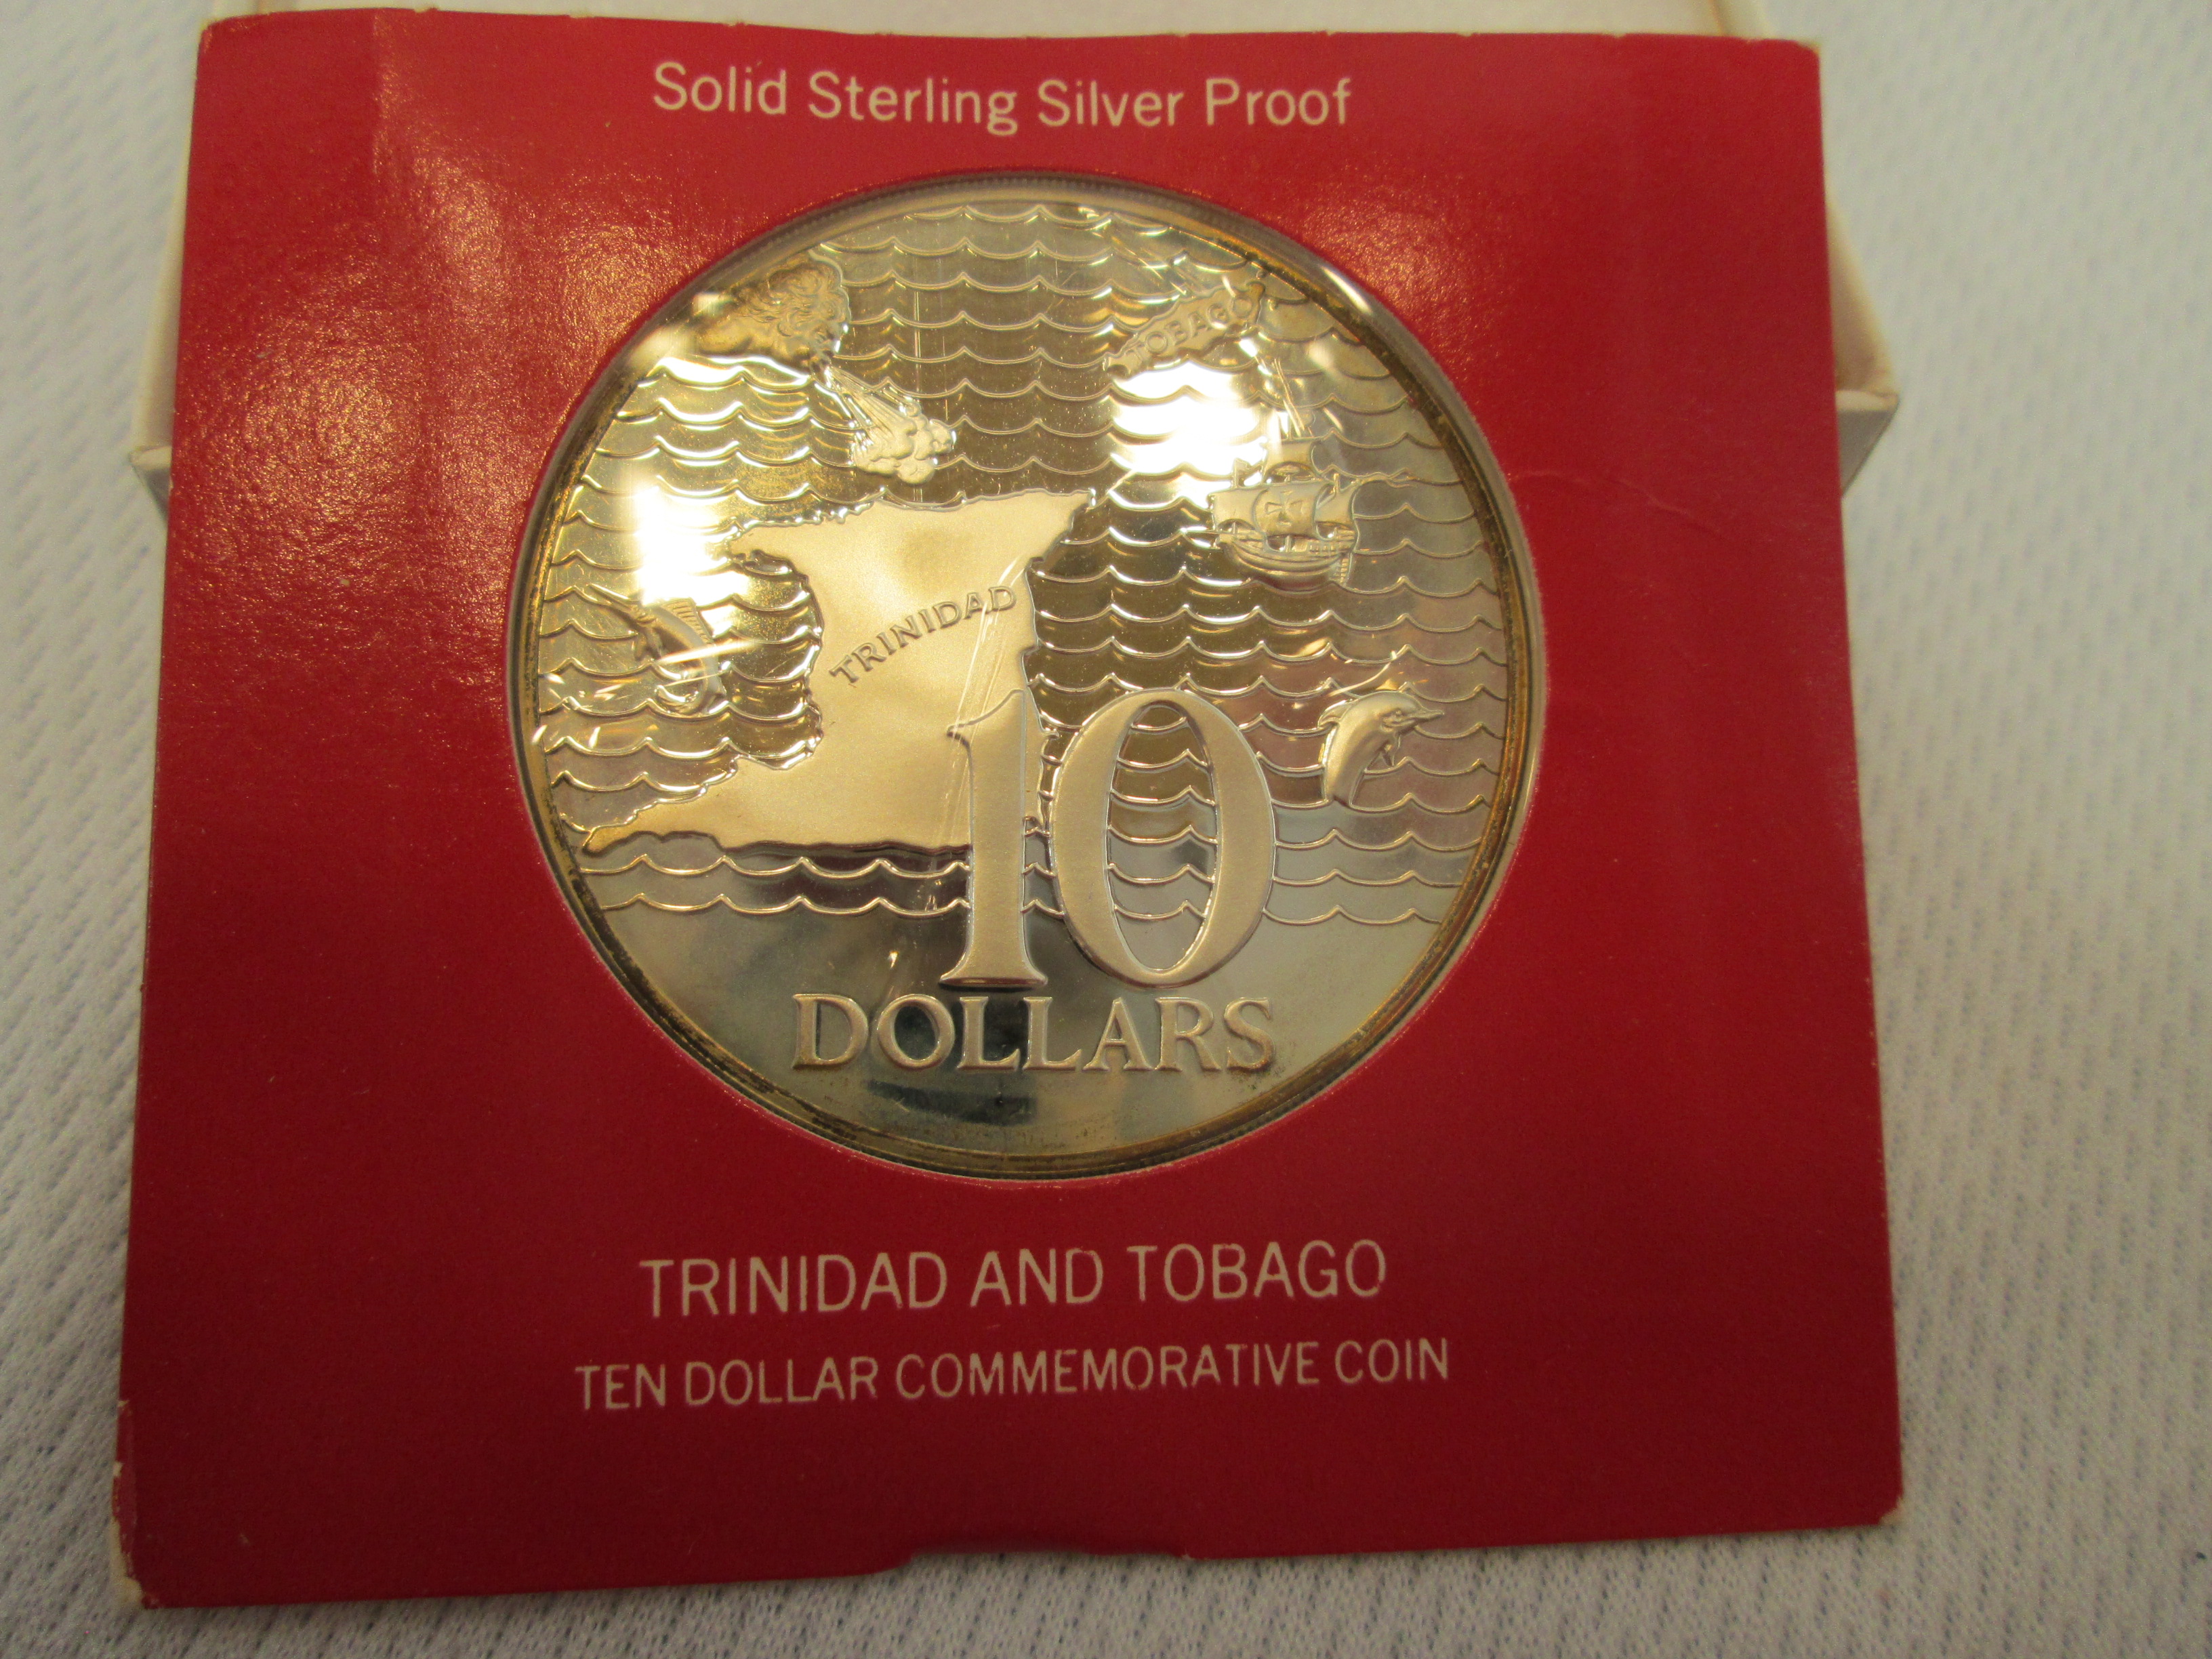 Solid Sterling Silver Proof
TOBAGO
TRINIDAD
10
DOLLARS
TRINIDAD AND TOBAGO
TEN DOLLAR COMMEMORATIVE COIN